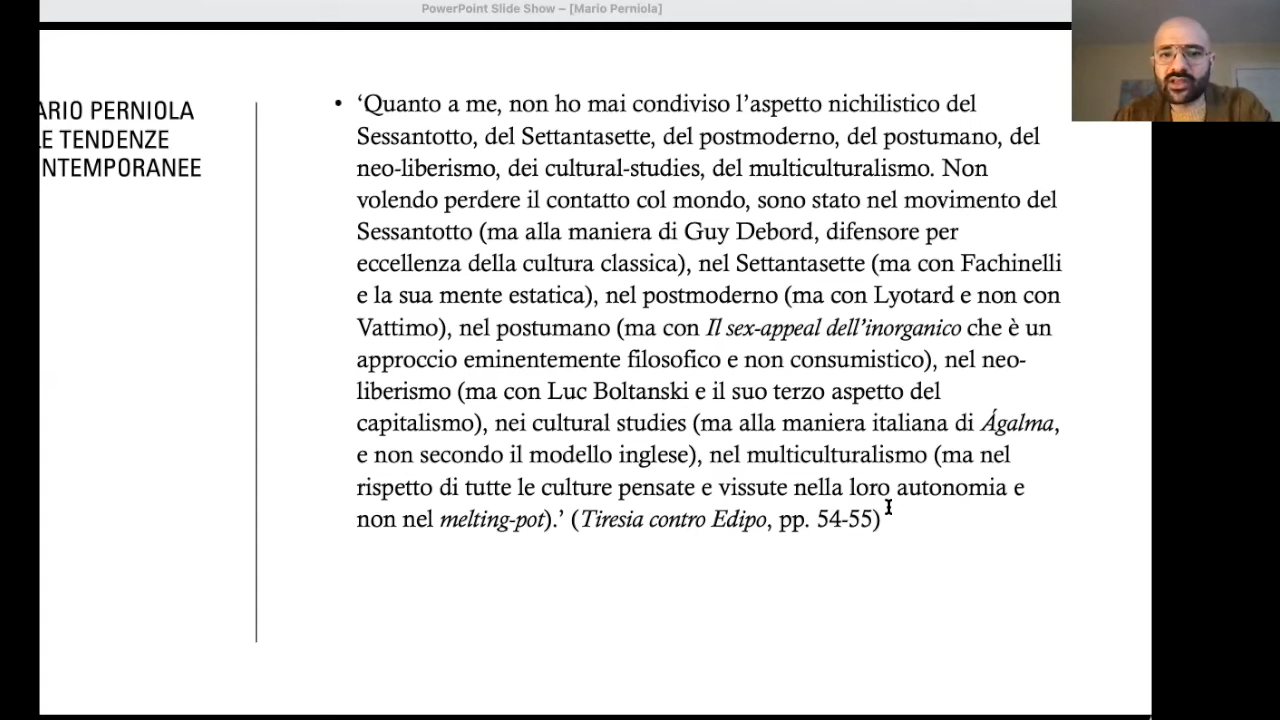 PowerPoint Slide Show – [Mario Perniola]
ARIO PERNIOLA
LE TENDENZE
NTEMPORANEE
• ‘Quanto a me, non ho mai condiviso l’aspetto nichilistico del
Sessantotto, del Settantasette, del postmoderno, del postumano, del
neo-liberismo, dei cultural-studies, del multiculturalismo. Non
volendo perdere il contatto col mondo, sono stato nel movimento del
Sessantotto (ma alla maniera di Guy Debord, difensore per
eccellenza della cultura classica), nel Settantasette (ma con Fachinelli
e la sua mente estatica), nel postmoderno (ma con Lyotard e non con
Vattimo), nel postumano (ma con Il sex-appeal dell’inorganico che è un
approccio eminentemente filosofico e non consumistico), nel neo-
liberismo (ma con Luc Boltanski e il suo terzo aspetto del
capitalismo), nei cultural studies (ma alla maniera italiana di Ágalma,
e non secondo il modello inglese), nel multiculturalismo (ma nel
rispetto di tutte le culture pensate e vissute nella loro autonomia e
non nel melting-pot).’ (Tiresia contro Edipo, pp. 54-55)